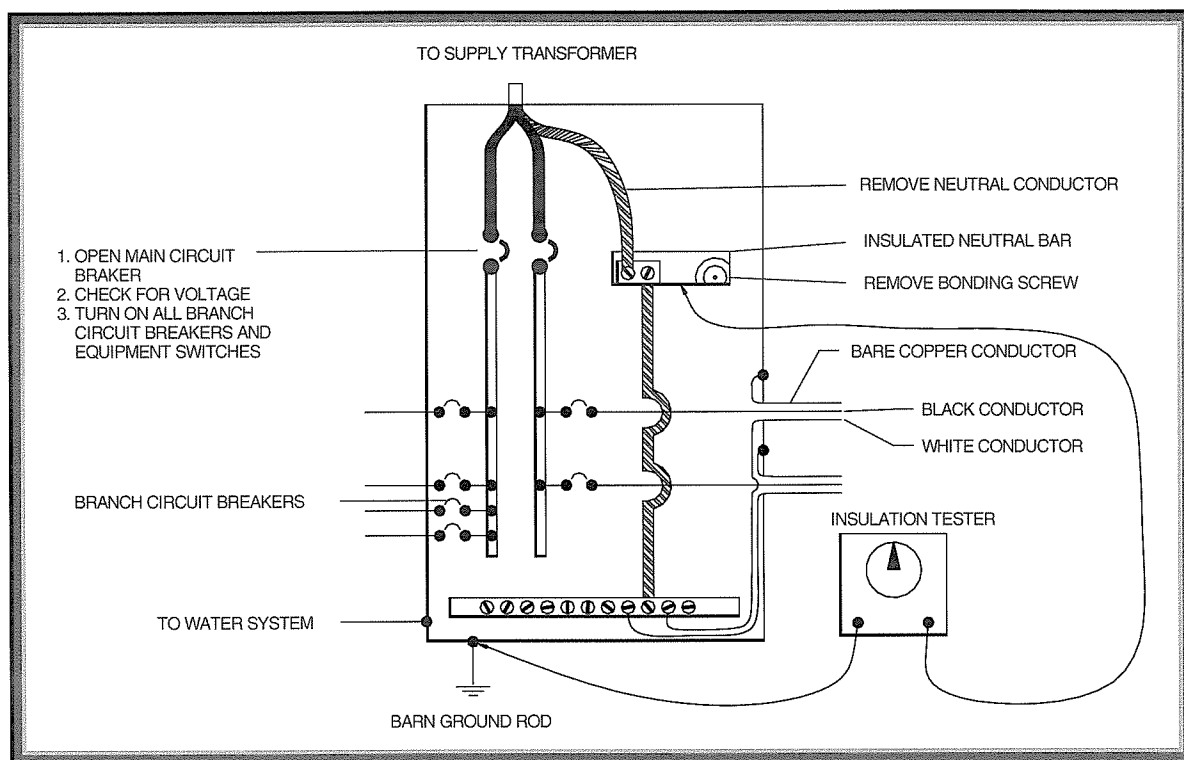 TO SUPPLY TRANSFORMER
REMOVE NEUTRAL CONDUCTOR
INSULATED NEUTRAL BAR
REMOVE BONDING SCREW
1. OPEN MAIN CIRCUIT
BRAKER
2. CHECK FOR VOLTAGE
3. TURN ON ALL BRANCH
CIRCUIT BREAKERS AND
EQUIPMENT SWITCHES
BARE COPPER CONDUCTOR
BLACK CONDUCTOR
WHITE CONDUCTOR
BRANCH CIRCUIT BREAKERS
INSULATION TESTER
TO WATER SYSTEM
BARN GROUND ROD